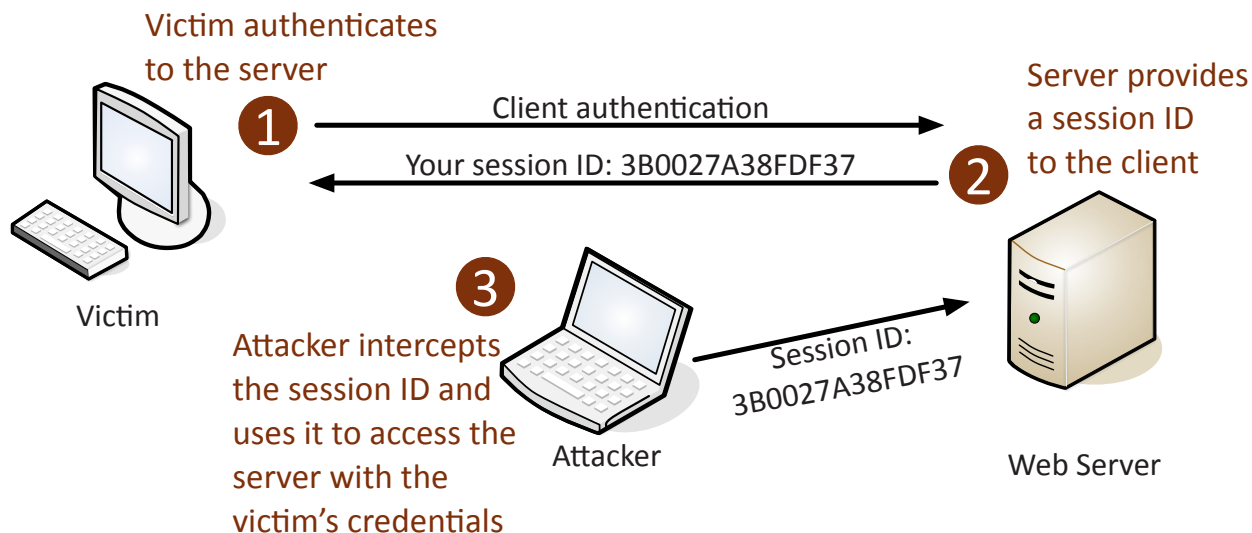 Victim authenticates
to the server
1
Client authentication
Your session ID: 3B0027A38FDF37
2
Server provides
a session ID
to the client
Victim
3
Attacker intercepts
the session ID and
uses it to access the
server with the
victim’s credentials
Attacker
Session ID:
3B0027A38FDF37
Web Server